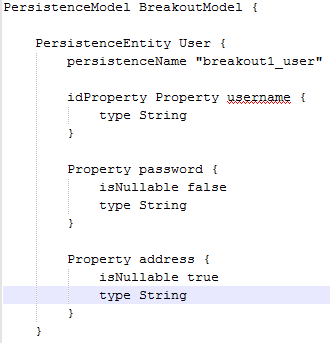 PersistenceModel BreakoutModel {
PersistenceEntity User {
persistenceName "breakout1_user"
idProperty Property username {
type String
}
Property password {
isNullable false
type String
}
Property address {
isNullable true
type String
}
}